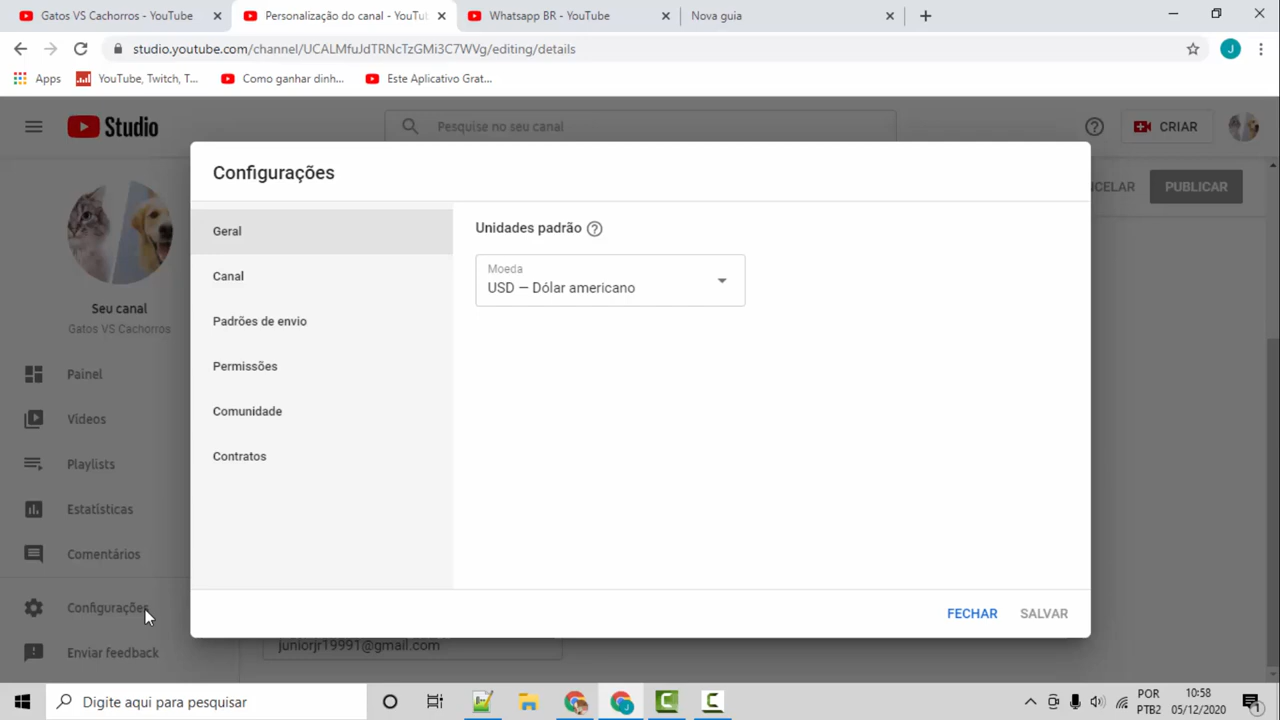 Gatos VS Cachorros - YouTube
Personalização do canal - YouTu
Whatsapp BR - YouTube
Nova guia
studio.youtube.com/channel/UCALMfuJdTRNcTzGMi3C7WVg/editing/details
J
Apps
YouTube, Twitch, T...
Como ganhar dinh...
Este Aplicativo Grat...
Studio
Pesquise no seu canal
CRIAR
Configurações
NCELAR
PUBLICAR
Geral
Unidades padrão
Moeda
USD — Dólar americano
Canal
Padrões de envio
Permissões
Comunidade
Contratos
Seu canal
Gatos VS Cachorros
Painel
Vídeos
Playlists
Estatísticas
Comentários
Configurações
Enviar feedback
FECHAR
SALVAR
juniorjr19991@gmail.com
Digite aqui para pesquisar
POR
PTB2
10:58
05/12/2020
1